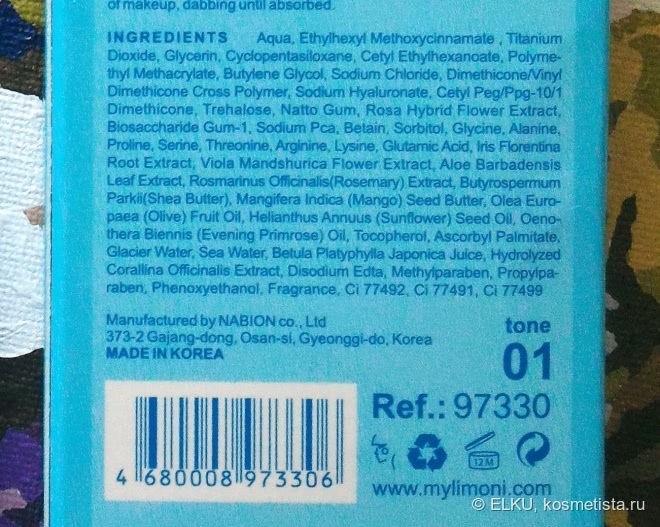 of makeup, dabbing until absorbed.
INGREDIENTS Aqua, Ethylhexyl Methoxycinnamate , Titanium
Dioxide, Glycerin, Cyclopentasiloxane, Cetyl Ethylhexanoate, Polyme-
thyl Methacrylate, Butylene Glycol, Sodium Chloride, Dimethicone/Vinyl
Dimethicone Cross Polymer, Sodium Hyaluronate, Cetyl Peg/Ppg-10/1
Dimethicone, Trehalose, Natto Gum, Rosa Hybrid Flower Extract,
Biosaccharide Gum-1, Sodium Pca, Betain, Sorbitol, Glycine, Alanine,
Proline, Serine, Threonine, Arginine, Lysine, Glutamic Acid, Iris Florentina
Root Extract, Viola Mandshurica Flower Extract, Aloe Barbadensis
Leaf Extract, Rosmarinus Officinalis(Rosemary) Extract, Butyrospermum
Parkii(Shea Butter), Mangifera Indica (Mango) Seed Butter, Olea Euro-
paea (Olive) Fruit Oil, Helianthus Annuus (Sunflower) Seed Oil, Oeno-
thera Biennis (Evening Primrose) Oil, Tocopherol, Ascorbyl Palmitate,
Glacier Water, Sea Water, Betula Platyphylla Japonica Juice, Hydrolyzed
Corallina Officinalis Extract, Disodium Edta, Methylparaben, Propylpa-
raben, Phenoxyethanol, Fragrance, Ci 77492, Ci 77491, Ci 77499
Manufactured by NABION co., Ltd
373-2 Gajang-dong, Osan-si, Gyeonggi-do, Korea
MADE IN KOREA
tone
01
Ref.: 97330
12M
4 680008 973306
www.mylimoni.com
© ELKU, kosmetista.ru